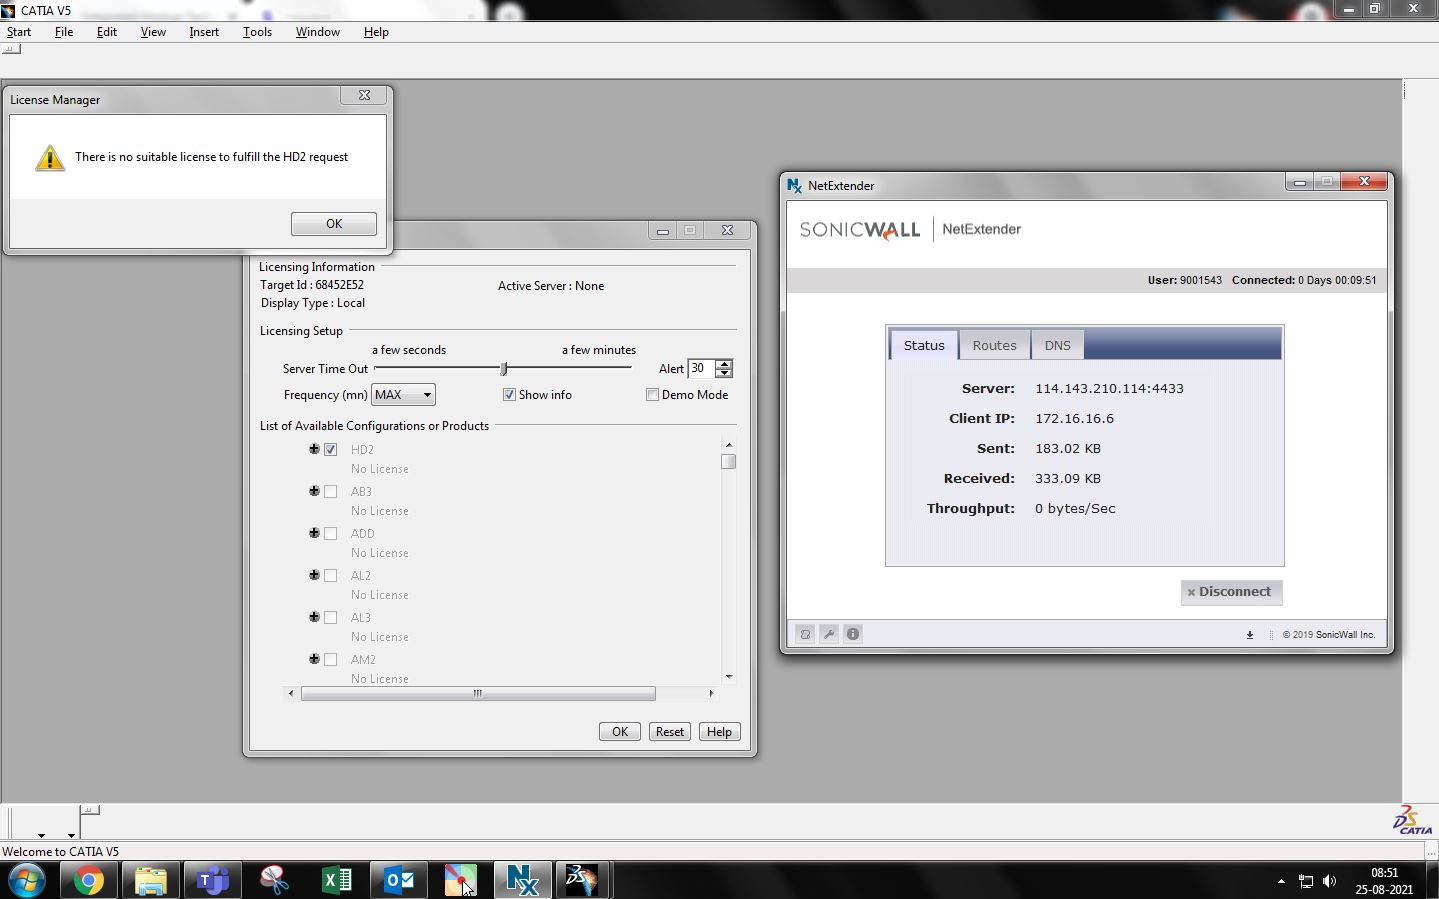 CATIA V5
Start File Edit View Insert Tools Window Help
License Manager
There is no suitable license to fulfill the HD2 request
OK
Licensing Information
Target Id : 68452E52
Active Server : None
Display Type : Local
Licensing Setup
a few seconds a few minutes
Server Time Out
Alert 30
Frequency (mn) MAX
Show info
Demo Mode
List of Available Configurations or Products
HD2
No License
AB3
No License
ADD
No License
AL2
No License
AL3
No License
AM2
No License
OK Reset Help
NetExtender
SONICWALL NetExtender
User: 9001543 Connected: 0 Days 00:09:51
Status Routes DNS
Server: 114.143.210.114:4433
Client IP: 172.16.16.6
Sent: 183.02 KB
Received: 333.09 KB
Throughput: 0 bytes/Sec
Disconnect
© 2019 SonicWall Inc.
CATIA
Welcome to CATIA V5
08:51
25-08-2021